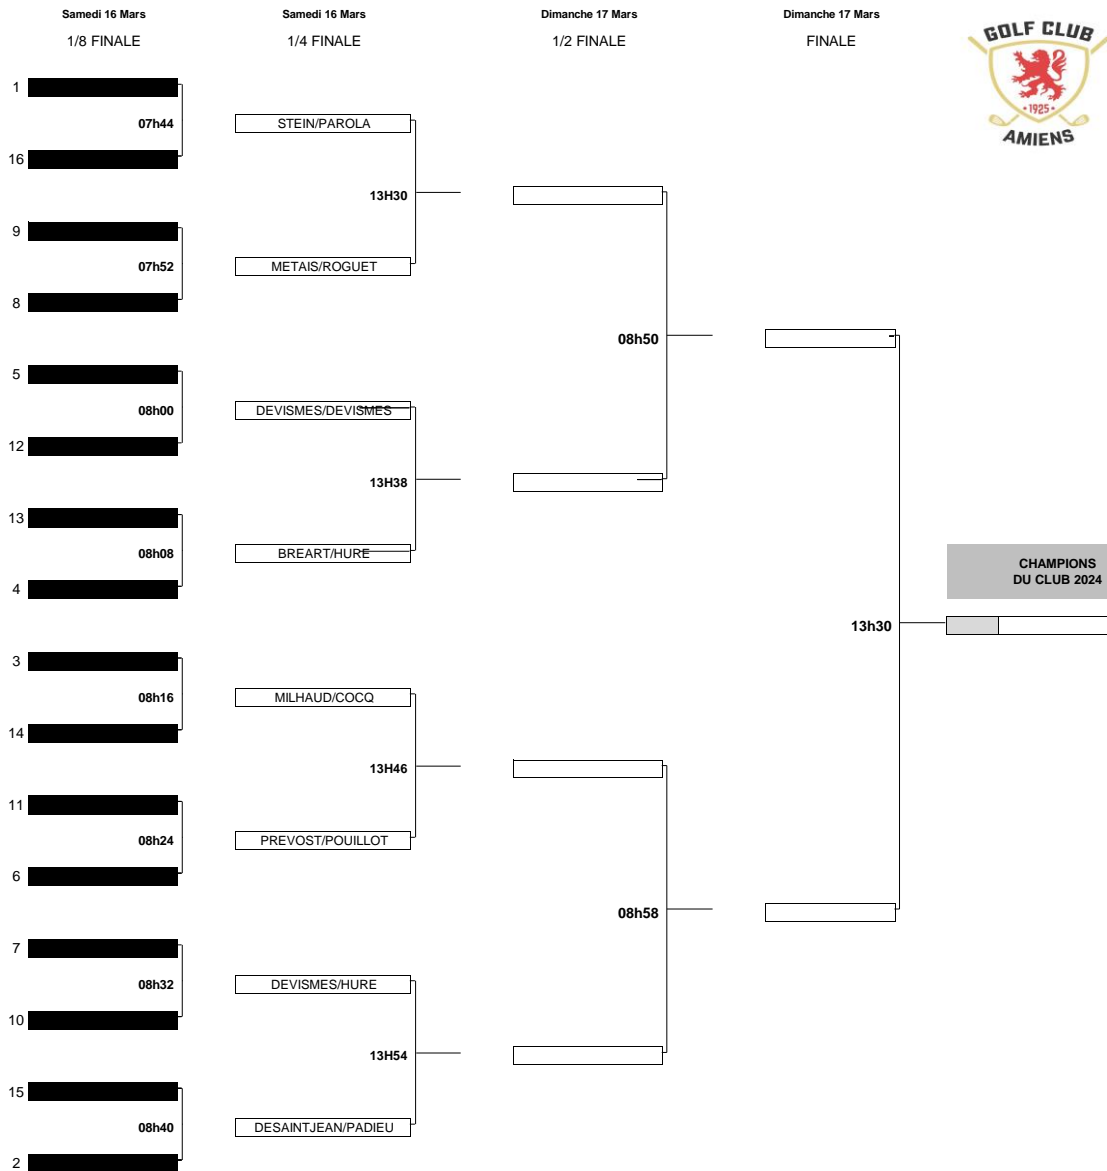 Samedi 16 Mars
Samedi 16 Mars
Dimanche 17 Mars
Dimanche 17 Mars
1/8 FINALE
1/4 FINALE
1/2 FINALE
FINALE
GOLF CLUB
•1925•
AMIENS
1
07h44
STEIN/PAROLA
16
13H30
9
07h52
METAIS/ROGUET
8
08h50
5
08h00
DEVISMES/DEVISMES
12
13H38
13
08h08
BREART/HURE
4
CHAMPIONS
DU CLUB 2024
13h30
3
08h16
MILHAUD/COCQ
14
13H46
11
08h24
PREVOST/POUILLOT
6
08h58
7
08h32
DEVISMES/HURE
10
13H54
15
08h40
DESAINTJEAN/PADIEU
2